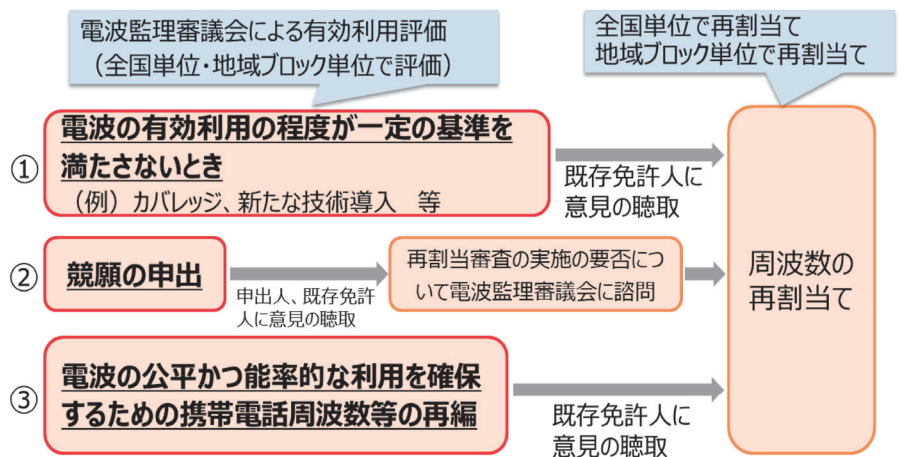 電波監理審議会による有効利用評価
（全国単位・地域ブロック単位で評価）
全国単位で再割当て
地域ブロック単位で再割当て
①
電波の有効利用の程度が一定の基準を
満たさないとき
（例）カバレッジ、新たな技術導入　等
既存免許人に
意見の聴取
②
競願の申出
申出人、既存免許
人に意見の聴取
再割当審査の実施の要否につ
いて電波監理審議会に諮問
周波数の
再割当て
③
電波の公平かつ能率的な利用を確保
するための携帯電話周波数等の再編
既存免許人に
意見の聴取